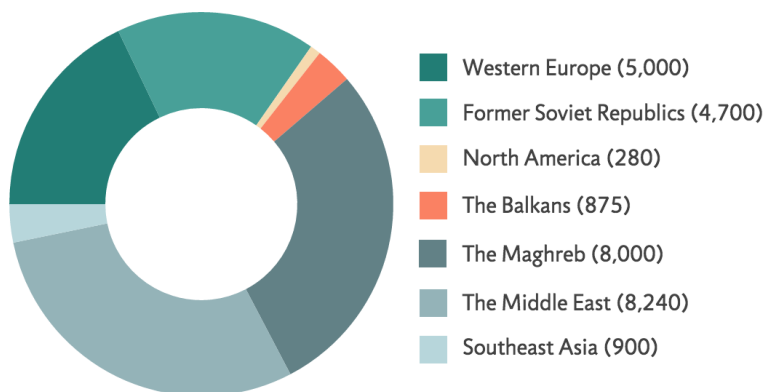 Western Europe (5,000)
Former Soviet Republics (4,700)
North America (280)
The Balkans (875)
The Maghreb (8,000)
The Middle East (8,240)
Southeast Asia (900)